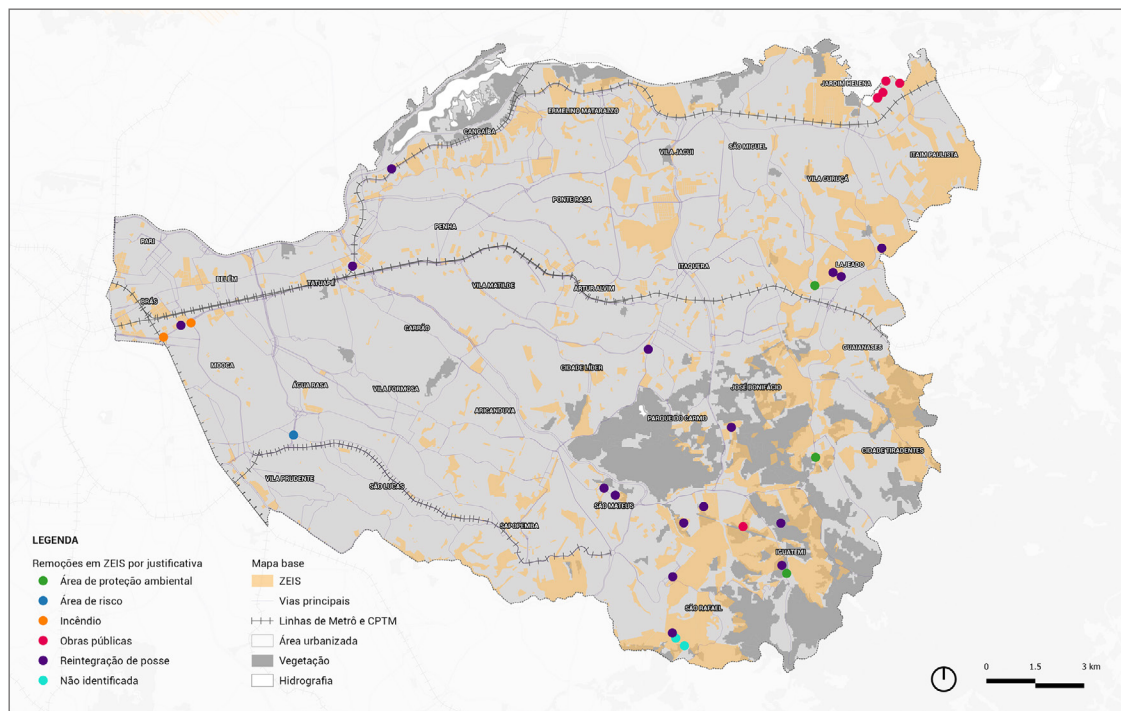 JARDIM HELENA
ERMELINO MATARAZZO
CANGAÍBA
VILA JACUI
SÃO MIGUEL
ITAIM PAULISTA
VILA CURUÇÁ
PONTE RASA
PENHA
PARI
LAJEADO
ITAQUERA
BELÉM
TATUAPÉ
VILA MATILDE
ARTUR ALVIM
BRÁS
CARRÃO
GUAIANASES
MOOCA
CIDADE LÍDER
ÁGUA RASA
VILA FORMOSA
JOSÉ BONIFÁCIO
ARICANDUVA
PARQUE DO CARMO
CIDADE TIRADENTES
VILA PRUDENTE
SÃO LUCAS
SÃO MATEUS
SAPOPEMBA
IGUATEMI
SÃO RAFAEL
LEGENDA
Remoções em ZEIS por justificativa
Área de proteção ambiental
Área de risco
Incêndio
Obras públicas
Reintegração de posse
Não identificada
Mapa base
ZEIS
Vias principais
Linhas de Metrô e CPTM
Área urbanizada
Vegetação
Hidrografia
0 1.5 3 km